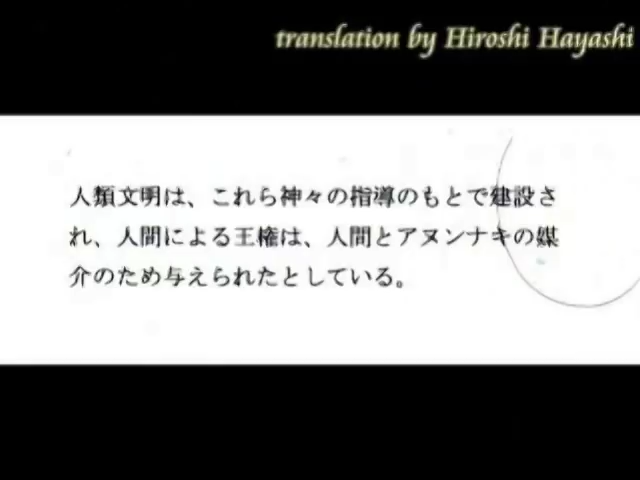 translation by Hiroshi Hayashi
人類文明は、これら神々の指導のもとで建設さ
れ、人間による王権は、人間とアヌンナキの媒
介のため与えられたとしている。